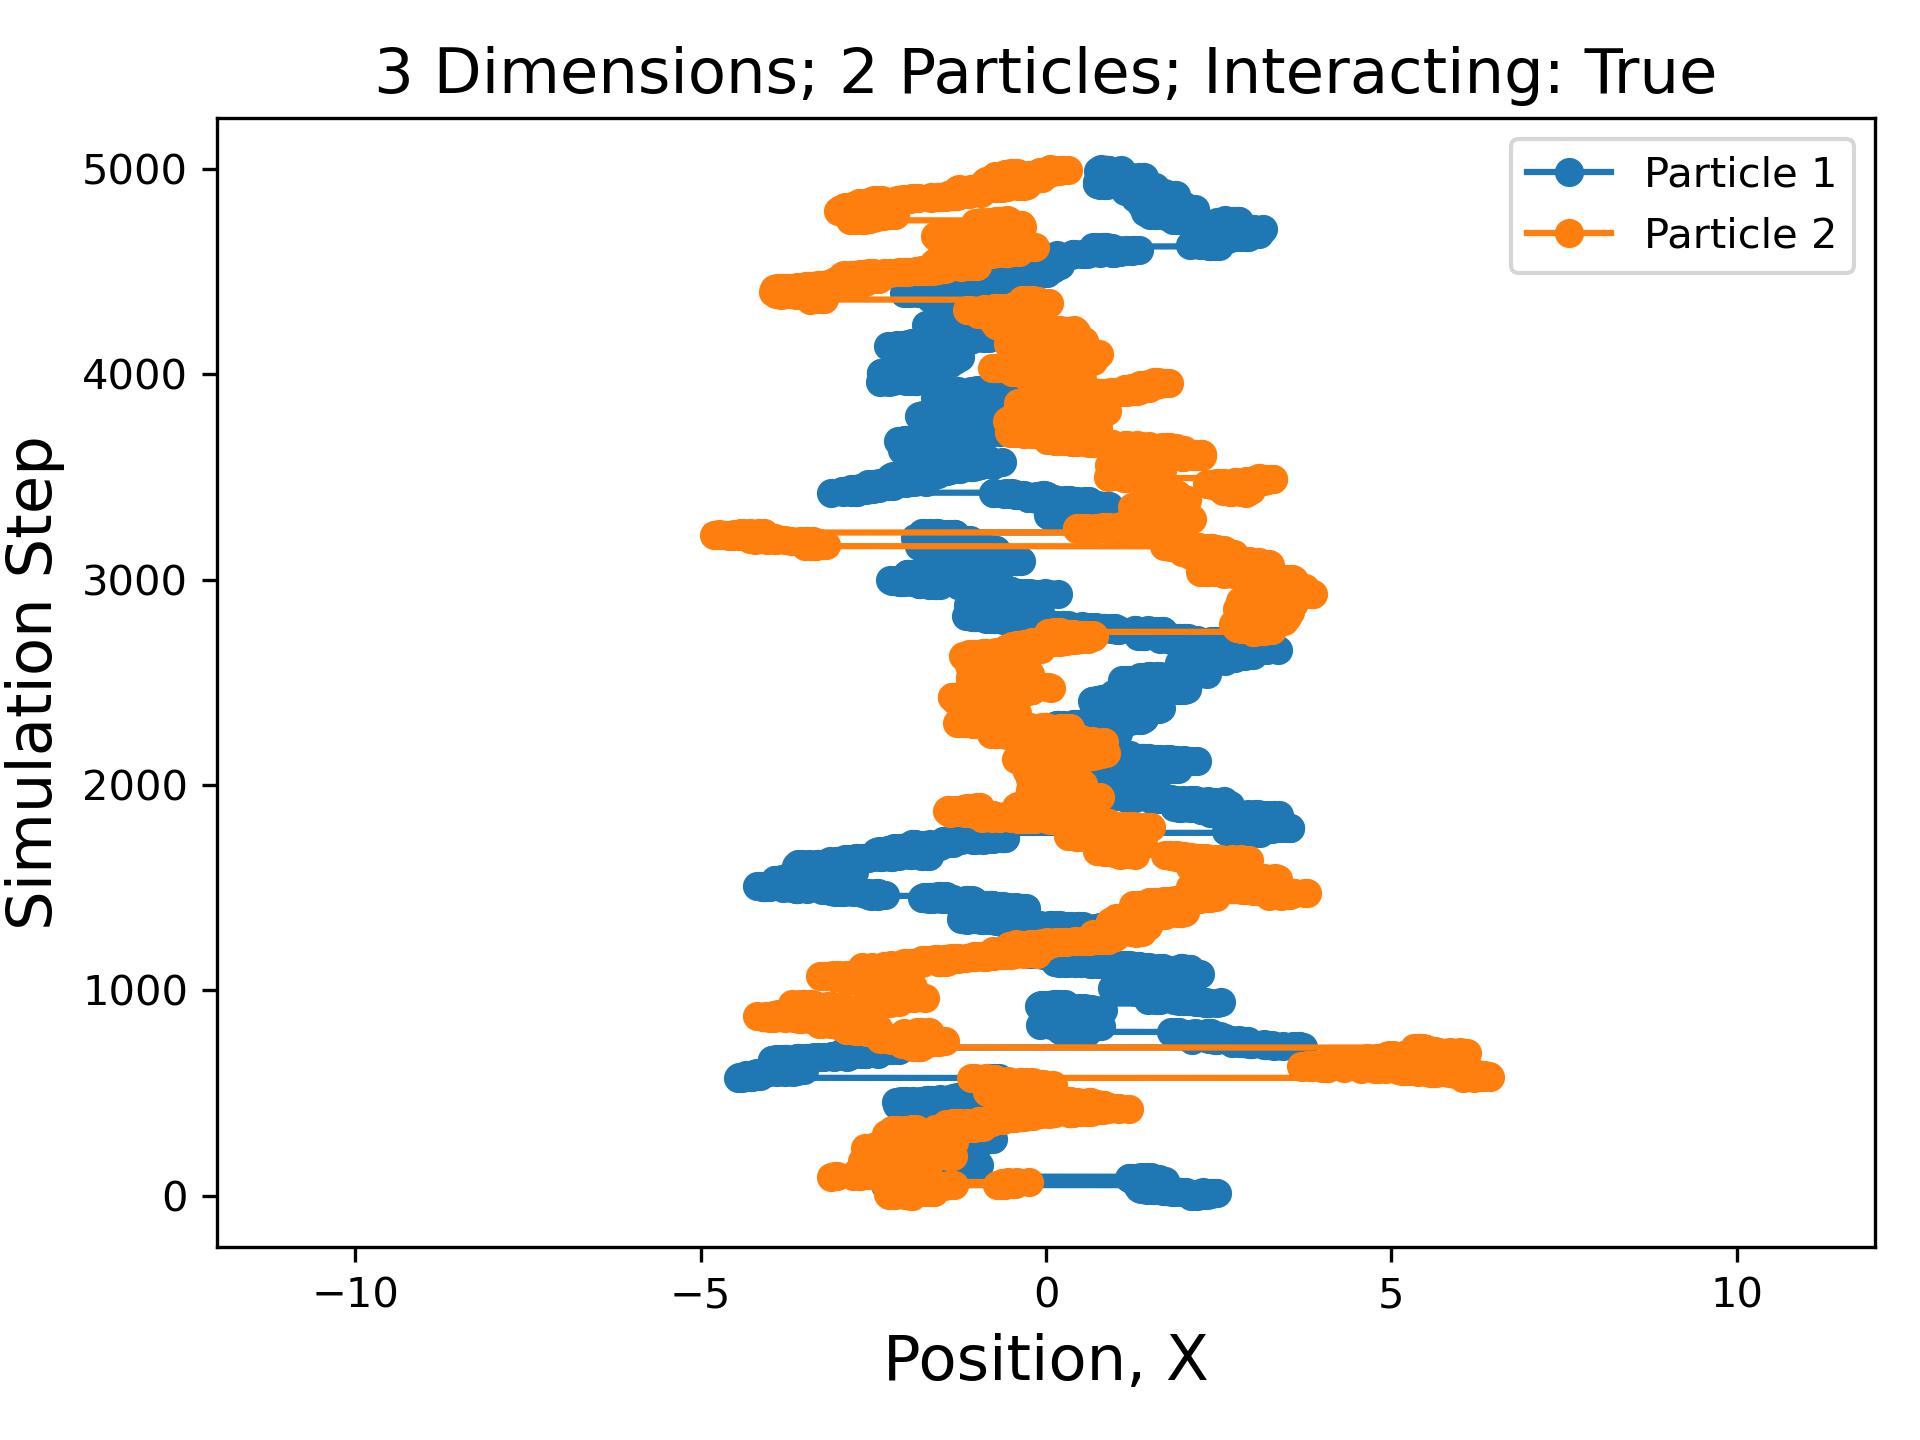 3 Dimensions; 2 Particles; Interacting: True
Particle 1
Particle 2
Simulation Step
5000
4000
3000
2000
1000
0
−10
−5
0
5
10
Position, X